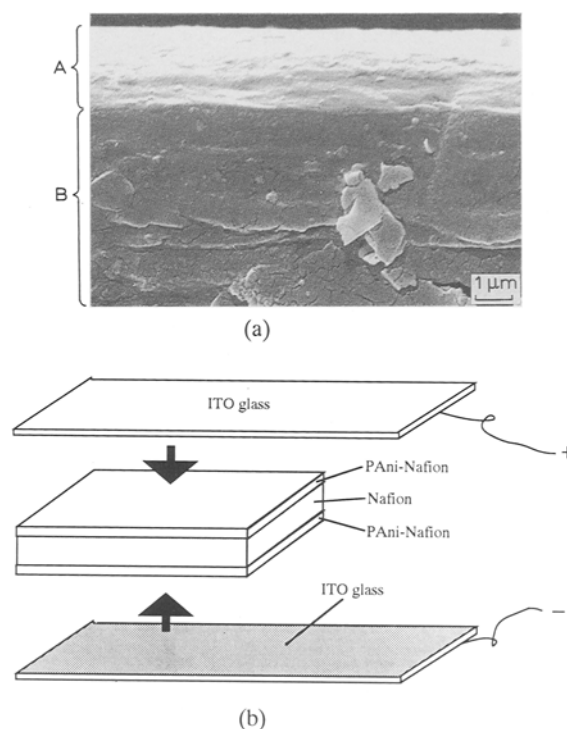 A
B
1 μm
(a)
ITO glass
+
PAni-Nafion
Nafion
PAni-Nafion
ITO glass
−
(b)